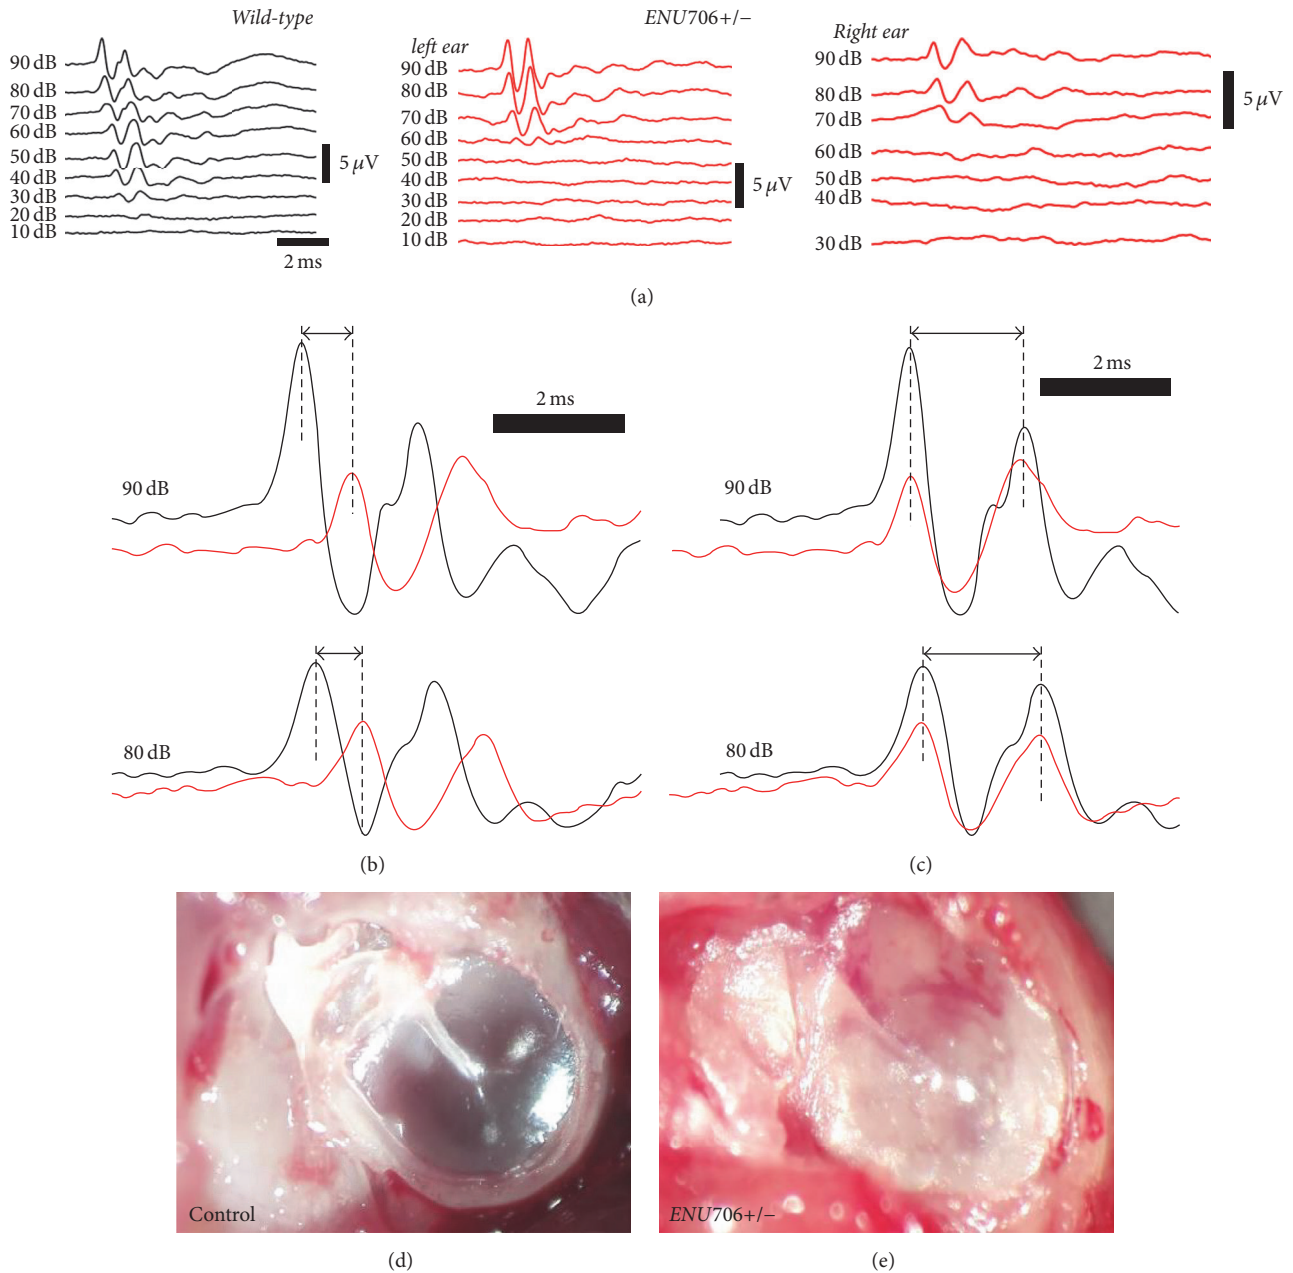 Wild-type
90 dB
80 dB
70 dB
60 dB
50 dB
40 dB
30 dB
20 dB
10 dB
5 μV
2 ms
ENU706+/−
left ear
90 dB
80 dB
70 dB
60 dB
50 dB
40 dB
30 dB
20 dB
10 dB
5 μV
Right ear
90 dB
80 dB
70 dB
60 dB
50 dB
40 dB
30 dB
5 μV
(a)
2 ms
90 dB
80 dB
(b)
2 ms
90 dB
80 dB
(c)
Control
(d)
ENU706+/−
(e)